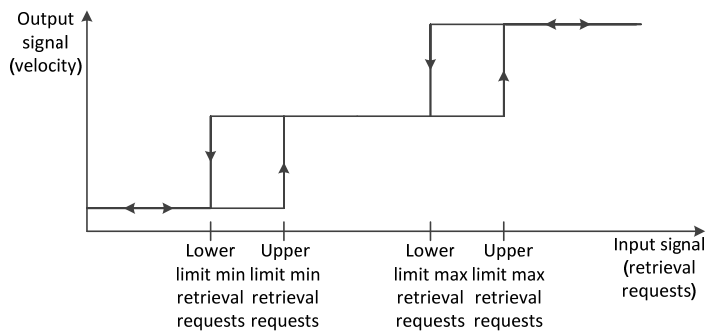 Output
signal
(velocity)
Lower
limit min
retrieval
requests
Upper
limit min
retrieval
requests
Lower
limit max
retrieval
requests
Upper
limit max
retrieval
requests
Input signal
(retrieval
requests)